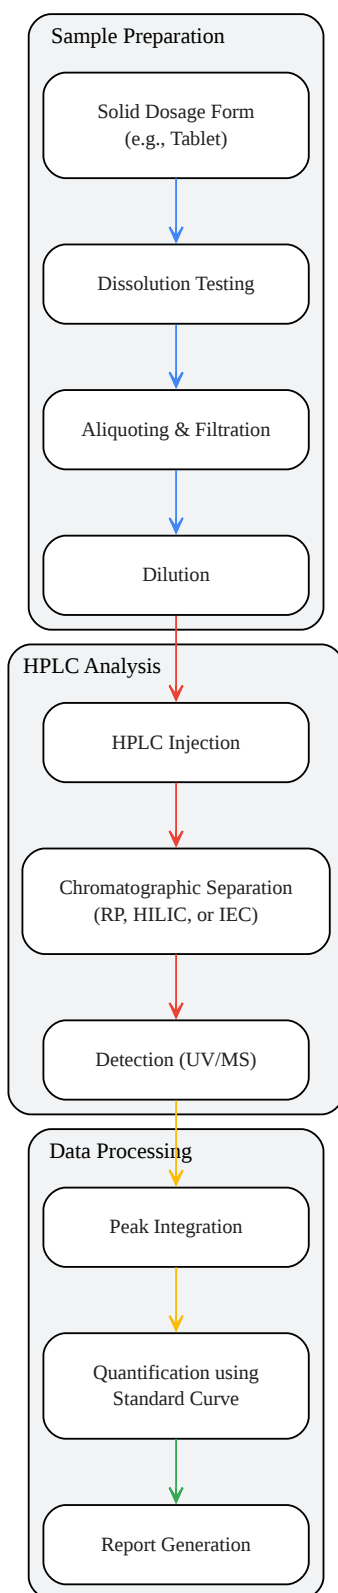 Sample Preparation
Solid Dosage Form
(e.g., Tablet)
Dissolution Testing
Aliquoting & Filtration
Dilution
HPLC Analysis
HPLC Injection
Chromatographic Separation
(RP, HILIC, or IEC)
Detection (UV/MS)
Data Processing
Peak Integration
Quantification using
Standard Curve
Report Generation